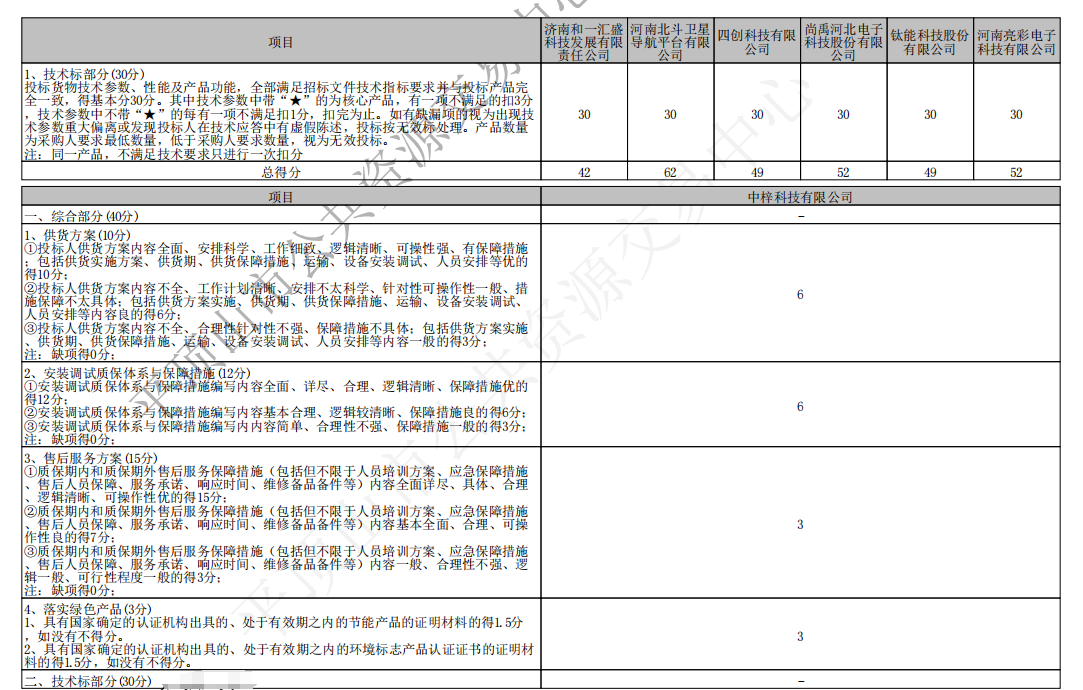 项目
济南和一汇盛
科技发展有限
责任公司
河南北斗卫星
导航平台有限
公司
四创科技有限
公司
尚禹河北电子
科技股份有限
公司
钛能科技股份
有限公司
河南亮彩电子
科技有限公司
1、技术标部分(30分)
投标货物技术参数、性能及产品功能，全部满足招标文件技术指标要求并与投标产品完
全一致，得基本分30分。其中技术参数中带“★”的为核心产品，有一项不满足的扣3分
，技术参数中不带“★”的每有一项不满足扣1分，扣完为止。如有缺漏项的视为出现技
术参数重大偏离或发现投标人在技术应答中有虚假陈述，投标按无效标处理。产品数量
为采购人要求最低数量，低于采购人要求数量，视为无效投标。
注：同一产品，不满足技术要求只进行一次扣分
30 30 30 30 30 30
总得分 42 62 49 52 49 52
项目 中梓科技有限公司
一、综合部分(40分) -
1、供货方案(10分)
①投标人供货方案内容全面、安排科学、工作细致、逻辑清晰、可操性强、有保障措施
；包括供货实施方案、供货期、供货保障措施、运输、设备安装调试、人员安排等优的
得10分；
②投标人供货方案内容不全、工作计划清晰、安排不太科学、针对性可操作性一般、措
施保障不太具体；包括供货方案实施、供货期、供货保障措施、运输、设备安装调试、
人员安排等内容良的得6分；
③投标人供货方案内容不全、合理性针对性不强、保障措施不具体；包括供货方案实施
、供货期、供货保障措施、运输、设备安装调试、人员安排等内容一般的得3分；
注：缺项得0分；
6
2、安装调试质保体系与保障措施(12分)
①安装调试质保体系与保障措施编写内容全面、详尽、合理、逻辑清晰、保障措施优的
得12分；
②安装调试质保体系与保障措施编写内容基本合理、逻辑较清晰、保障措施良的得6分；
③安装调试质保体系与保障措施编写内内容简单、合理性不强、保障措施一般的得3分；
注：缺项得0分；
6
3、售后服务方案(15分)
①质保期内和质保期外售后服务保障措施（包括但不限于人员培训方案、应急保障措施
、售后人员保障、服务承诺、响应时间、维修备品备件等）内容全面详尽、具体、合理
、逻辑清晰、可操作性优的得15分；
②质保期内和质保期外售后服务保障措施（包括但不限于人员培训方案、应急保障措施
、售后人员保障、服务承诺、响应时间、维修备品备件等）内容基本全面、合理、可操
作性良的得7分；
③质保期内和质保期外售后服务保障措施（包括但不限于人员培训方案、应急保障措施
、售后人员保障、服务承诺、响应时间、维修备品备件等）内容一般、合理性不强、逻
辑一般、可行性程度一般的得3分；
注：缺项得0分；
3
4、落实绿色产品(3分)
1、具有国家确定的认证机构出具的、处于有效期之内的节能产品的证明材料的得1.5分
，如没有不得分。
2、具有国家确定的认证机构出具的、处于有效期之内的环境标志产品认证证书的证明材
料的得1.5分，如没有不得分。
3
二、技术标部分(30分) -
平顶山市公共资源交易中心
平顶山市公共资源交易中心